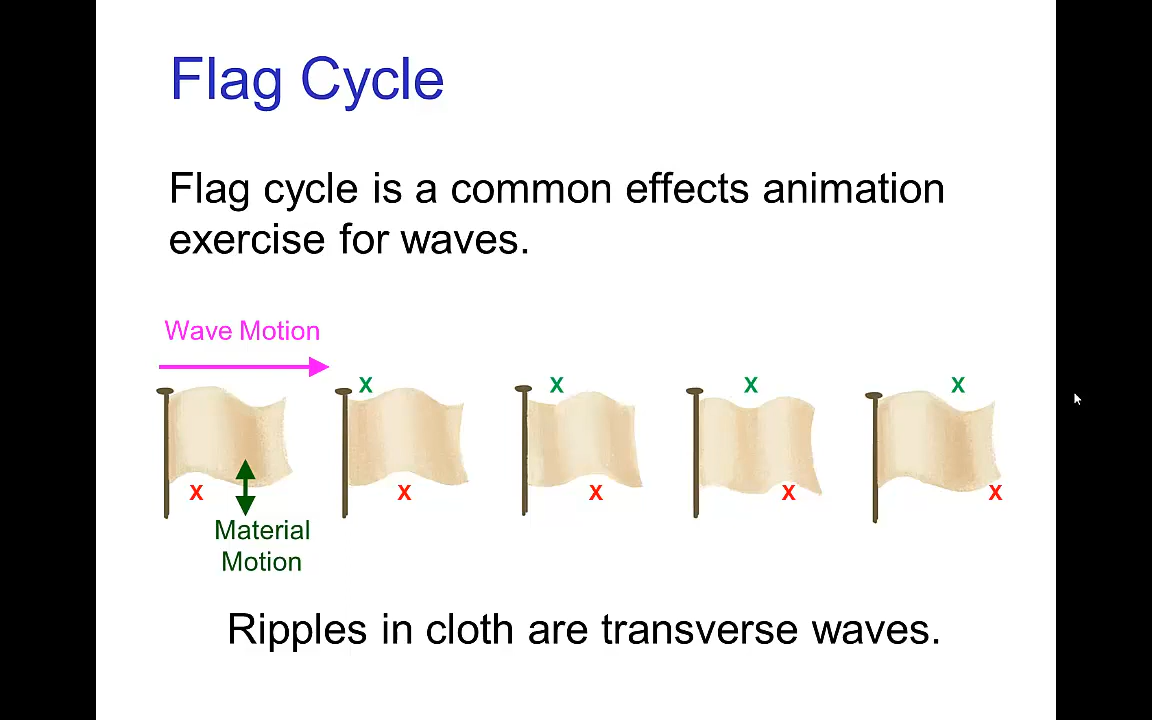 Flag Cycle
Flag cycle is a common effects animation
exercise for waves.
Wave Motion
x x x x
x x x x x
Material
Motion
Ripples in cloth are transverse waves.